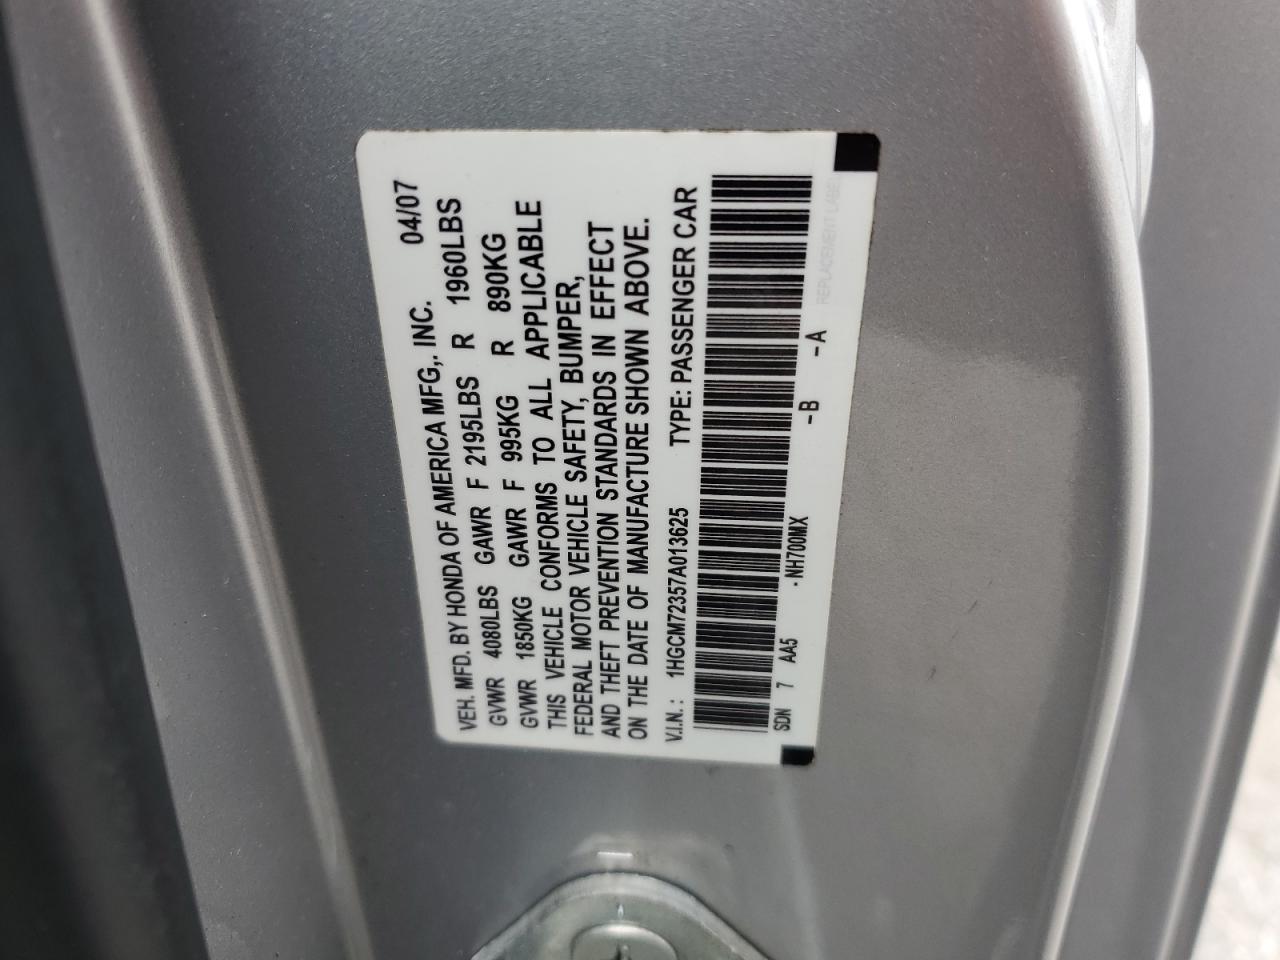 VEH. MFD. BY HONDA OF AMERICA MFG,. INC. 04/07
GVWR 4080LBS GAWR F 2195LBS R 1960LBS
GVWR 1850KG GAWR F 995KG R 890KG
THIS VEHICLE CONFORMS TO ALL APPLICABLE
FEDERAL MOTOR VEHICLE SAFETY, BUMPER,
AND THEFT PREVENTION STANDARDS IN EFFECT
ON THE DATE OF MANUFACTURE SHOWN ABOVE.
V.I.N.: 1HGCM72357A013625 TYPE: PASSENGER CAR
SDN 7 AA5 -NH700MX -B -A
REPLACEMENT LABEL